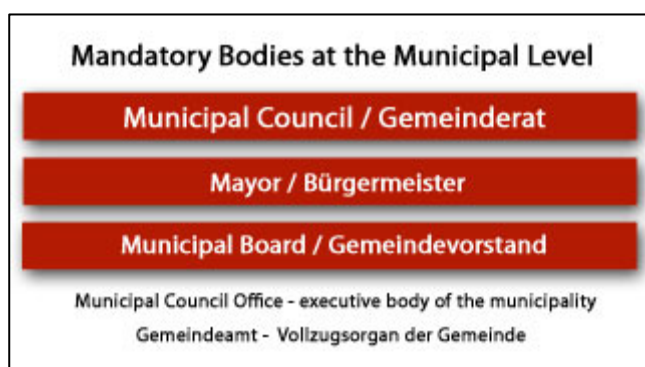 Mandatory Bodies at the Municipal Level
Municipal Council / Gemeinderat
Mayor / Bürgermeister
Municipal Board / Gemeindevorstand
Municipal Council Office - executive body of the municipality
Gemeindeamt - Vollzugsorgan der Gemeinde